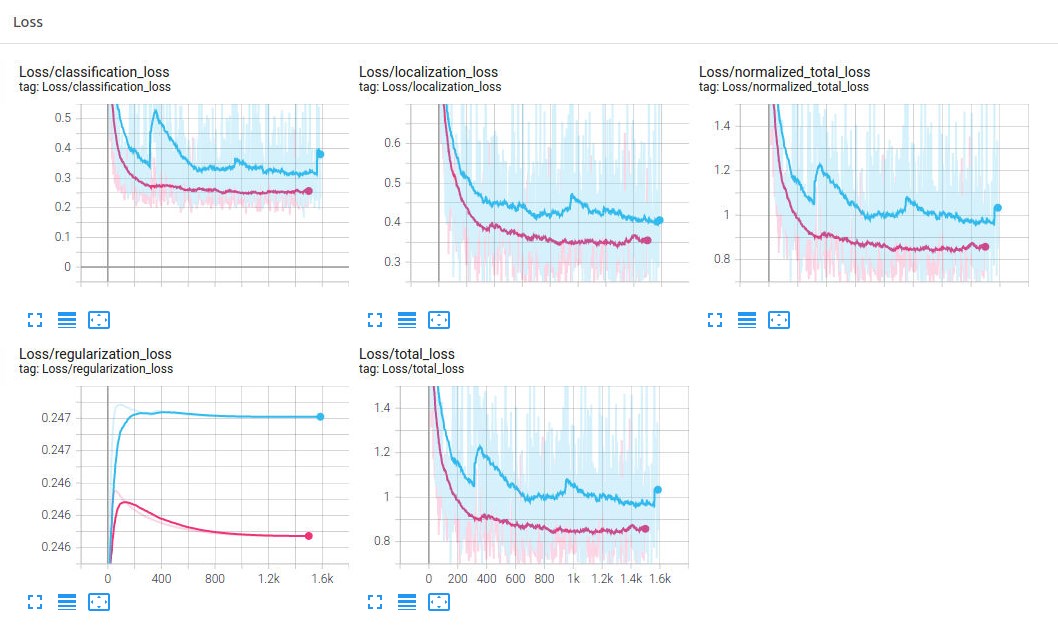 Loss
Loss/classification_loss
tag: Loss/classification_loss
0.5
0.4
0.3
0.2
0.1
0
Loss/localization_loss
tag: Loss/localization_loss
0.6
0.5
0.4
0.3
Loss/normalized_total_loss
tag: Loss/normalized_total_loss
1.4
1.2
1
0.8
Loss/regularization_loss
tag: Loss/regularization_loss
0.247
0.247
0.246
0.246
0.246
0 400 800 1.2k 1.6k
Loss/total_loss
tag: Loss/total_loss
1.4
1.2
1
0.8
0 200 400 600 800 1k 1.2k 1.4k 1.6k